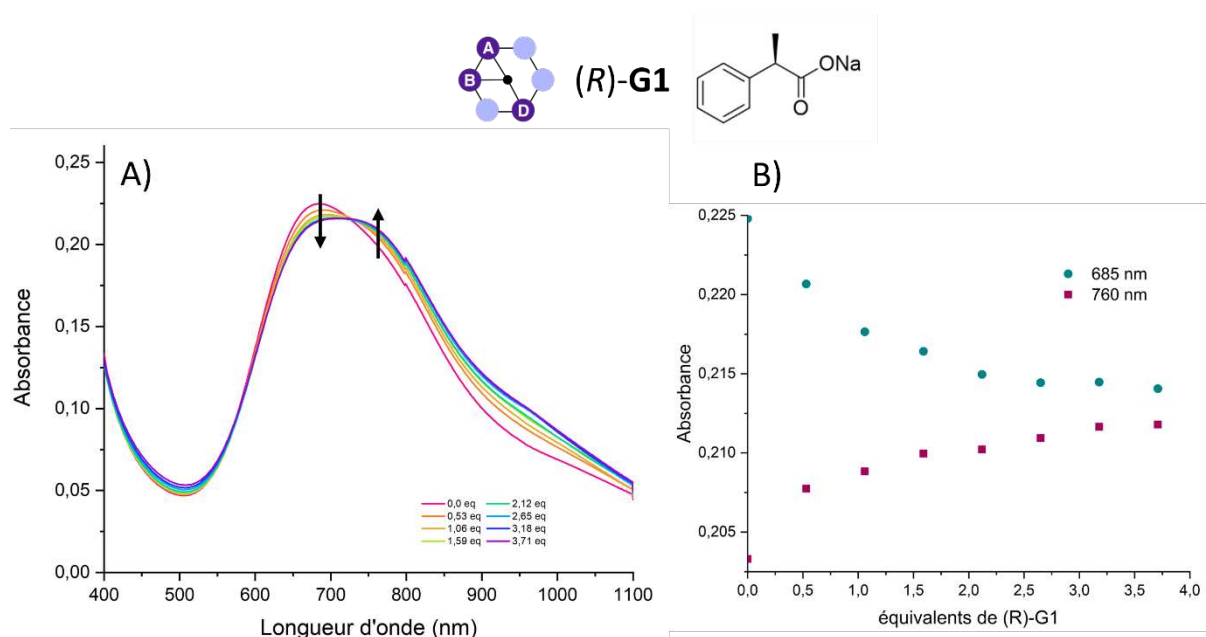 A
B
D
(R)-G1
ONa
O
A)
0,25
0,20
0,15
0,10
0,05
0,00
400 500 600 700 800 900 1000 1100
Absorbance
Longueur d'onde (nm)
0,0 eq 2,12 eq
0,53 eq 2,65 eq
1,06 eq 3,18 eq
1,59 eq 3,71 eq
B)
0,225
0,220
0,215
0,210
0,205
0,0 0,5 1,0 1,5 2,0 2,5 3,0 3,5 4,0
Absorbance
équivalents de (R)-G1
685 nm
760 nm